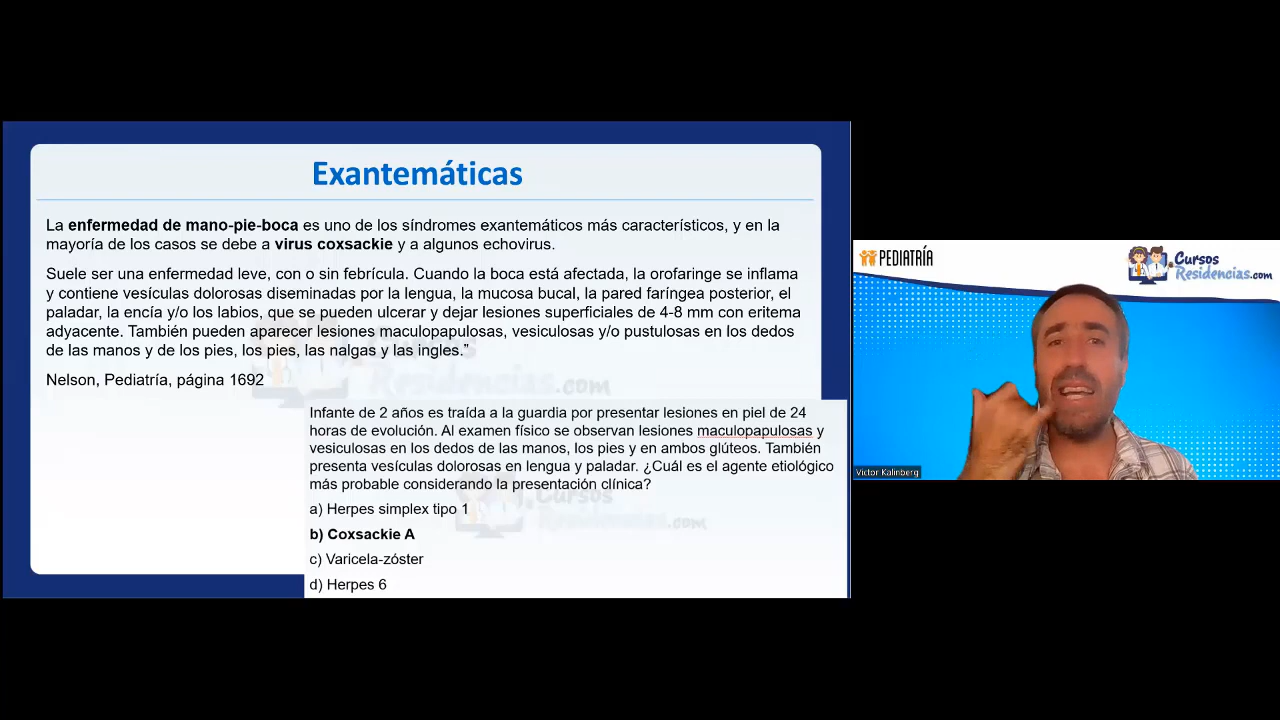 Exantemáticas
La enfermedad de mano-pie-boca es uno de los síndromes exantemáticos más característicos, y en la
mayoría de los casos se debe a virus coxsackie y a algunos echovirus.
Suele ser una enfermedad leve, con o sin febrícula. Cuando la boca está afectada, la orofaringe se inflama
y contiene vesículas dolorosas diseminadas por la lengua, la mucosa bucal, la pared faríngea posterior, el
paladar, la encía y/o los labios, que se pueden ulcerar y dejar lesiones superficiales de 4-8 mm con eritema
adyacente. También pueden aparecer lesiones maculopapulosas, vesiculosas y/o pustulosas en los dedos
de las manos y de los pies, los pies, las nalgas y las ingles.”
Nelson, Pediatría, página 1692
Infante de 2 años es traída a la guardia por presentar lesiones en piel de 24
horas de evolución. Al examen físico se observan lesiones maculopapulosas y
vesiculosas en los dedos de las manos, los pies y en ambos glúteos. También
presenta vesículas dolorosas en lengua y paladar. ¿Cuál es el agente etiológico
más probable considerando la presentación clínica?
a) Herpes simplex tipo 1
b) Coxsackie A
c) Varicela-zóster
d) Herpes 6
Cursos
Residencias.com
Cursos
Residencias.com
PEDIATRÍA
Cursos
Residencias.com
Victor Kalinberg